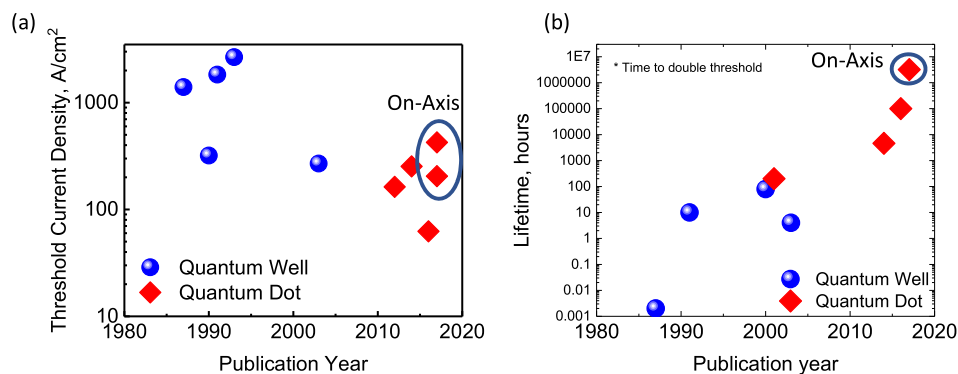 (a)
Threshold Current Density, A/cm²
1000
100
10
On-Axis
Quantum Well
Quantum Dot
1980 1990 2000 2010 2020
Publication Year
(b)
Lifetime, hours
1E7
1000000
100000
10000
1000
100
10
1
0.1
0.01
0.001
* Time to double threshold
On-Axis
Quantum Well
Quantum Dot
1980 1990 2000 2010 2020
Publication year